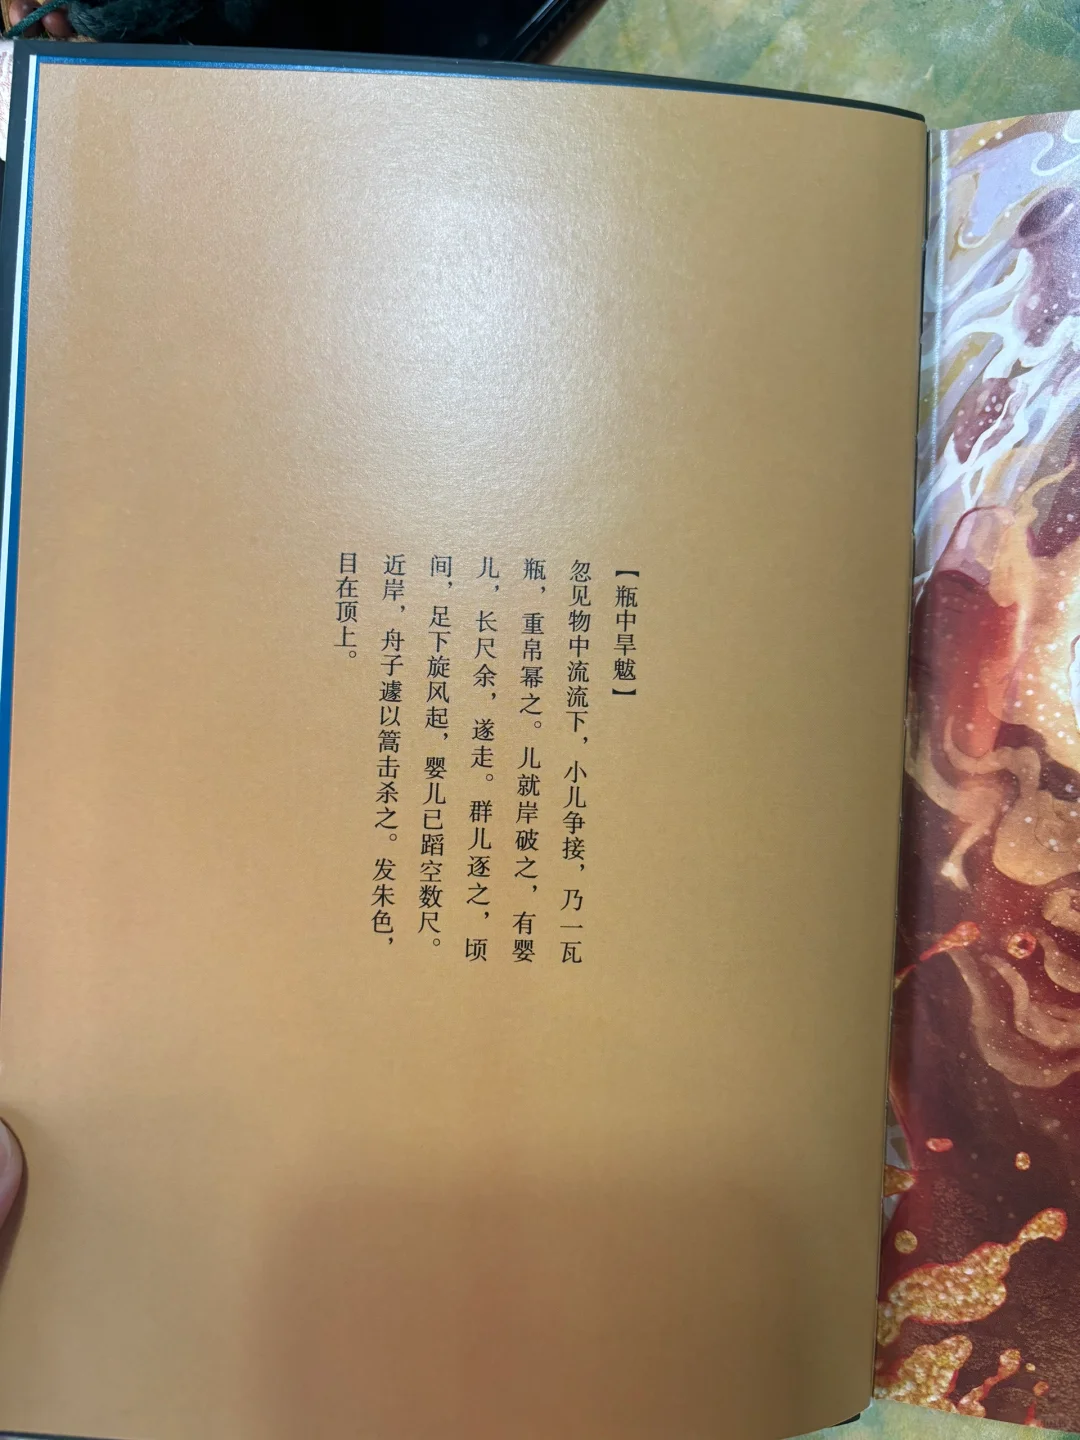 【瓶中旱魃】
忽见物中流流下，小儿争接，乃一瓦
瓶，重帛幂之。儿就岸破之，有婴
儿，长尺余，遂走。群儿逐之，顷
间，足下旋风起，婴儿已蹈空数尺。
近岸，舟子遽以篙击杀之。发朱色，
目在顶上。